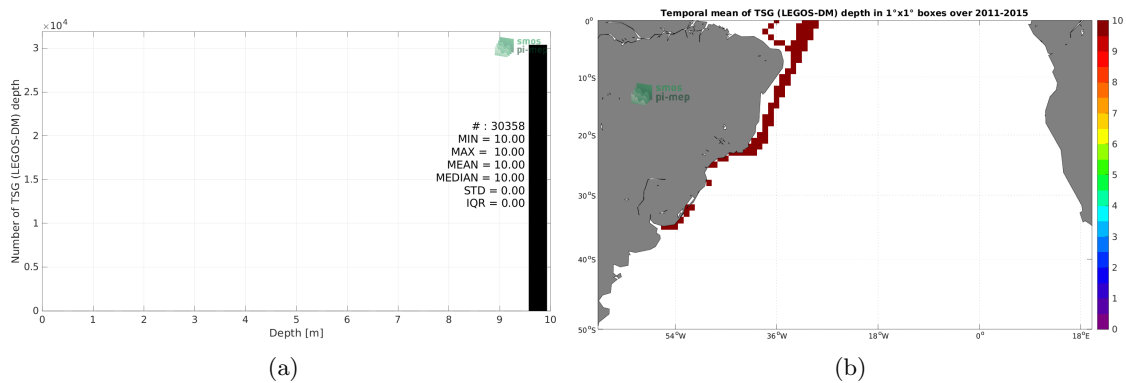 ×10⁴
3
2.5
2
1.5
1
0.5
0
Number of TSG (LEGOS-DM) depth
smos
pi-mep
# : 30358
MIN = 10.00
MAX = 10.00
MEAN = 10.00
MEDIAN = 10.00
STD = 0.00
IQR = 0.00
0 1 2 3 4 5 6 7 8 9 10
Depth [m]
(a)
Temporal mean of TSG (LEGOS-DM) depth in 1°x1° boxes over 2011-2015
0°
10°S
20°S
30°S
40°S
50°S
smos
pi-mep
54°W 36°W 18°W 0° 18°E
10
9
8
7
6
5
4
3
2
1
0
(b)